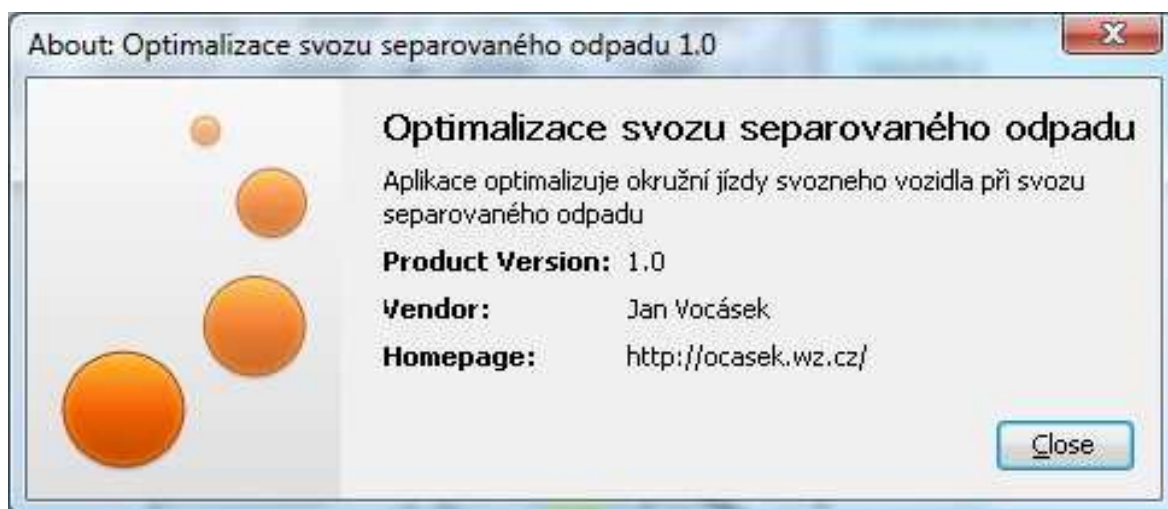 About: Optimalizace svozu separovaného odpadu 1.0
Optimalizace svozu separovaného odpadu
Aplikace optimalizuje okružní jízdy svozneho vozidla při svozu
separovaného odpadu
Product Version: 1.0
Vendor: Jan Vocásek
Homepage: http://ocasek.wz.cz/
Close